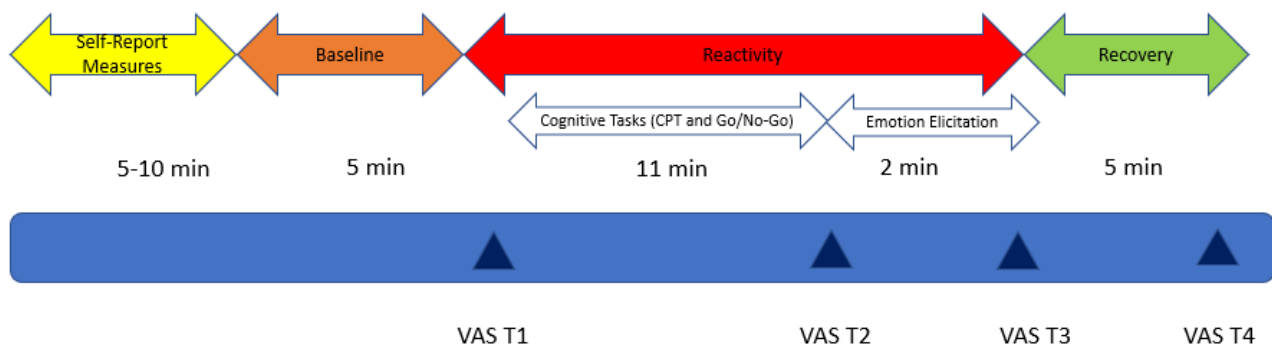 Self-Report
Measures
Baseline
Reactivity
Recovery
Cognitive Tasks (CPT and Go/No-Go)
Emotion Elicitation
5-10 min
5 min
11 min
2 min
5 min
VAS T1
VAS T2
VAS T3
VAS T4